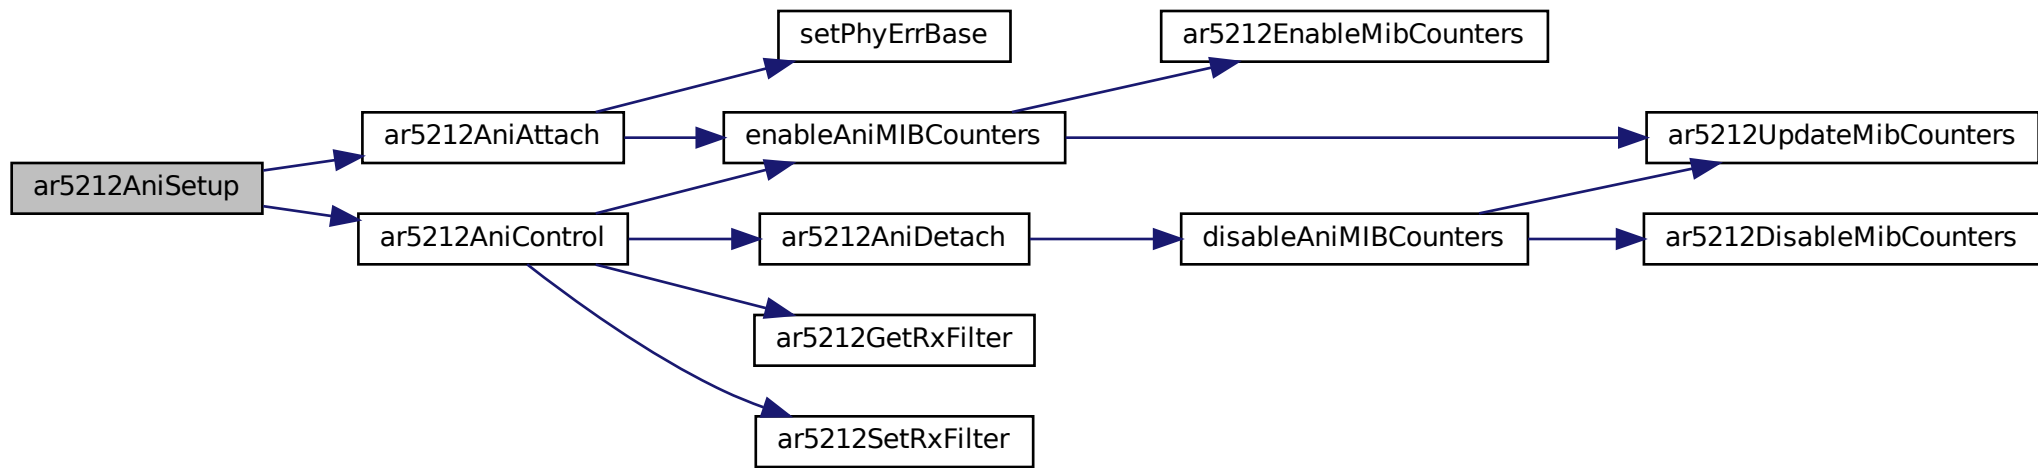 setPhyErrBase
ar5212EnableMibCounters
ar5212AniAttach
enableAniMIBCounters
ar5212UpdateMibCounters
ar5212AniSetup
ar5212AniControl
ar5212AniDetach
disableAniMIBCounters
ar5212DisableMibCounters
ar5212GetRxFilter
ar5212SetRxFilter